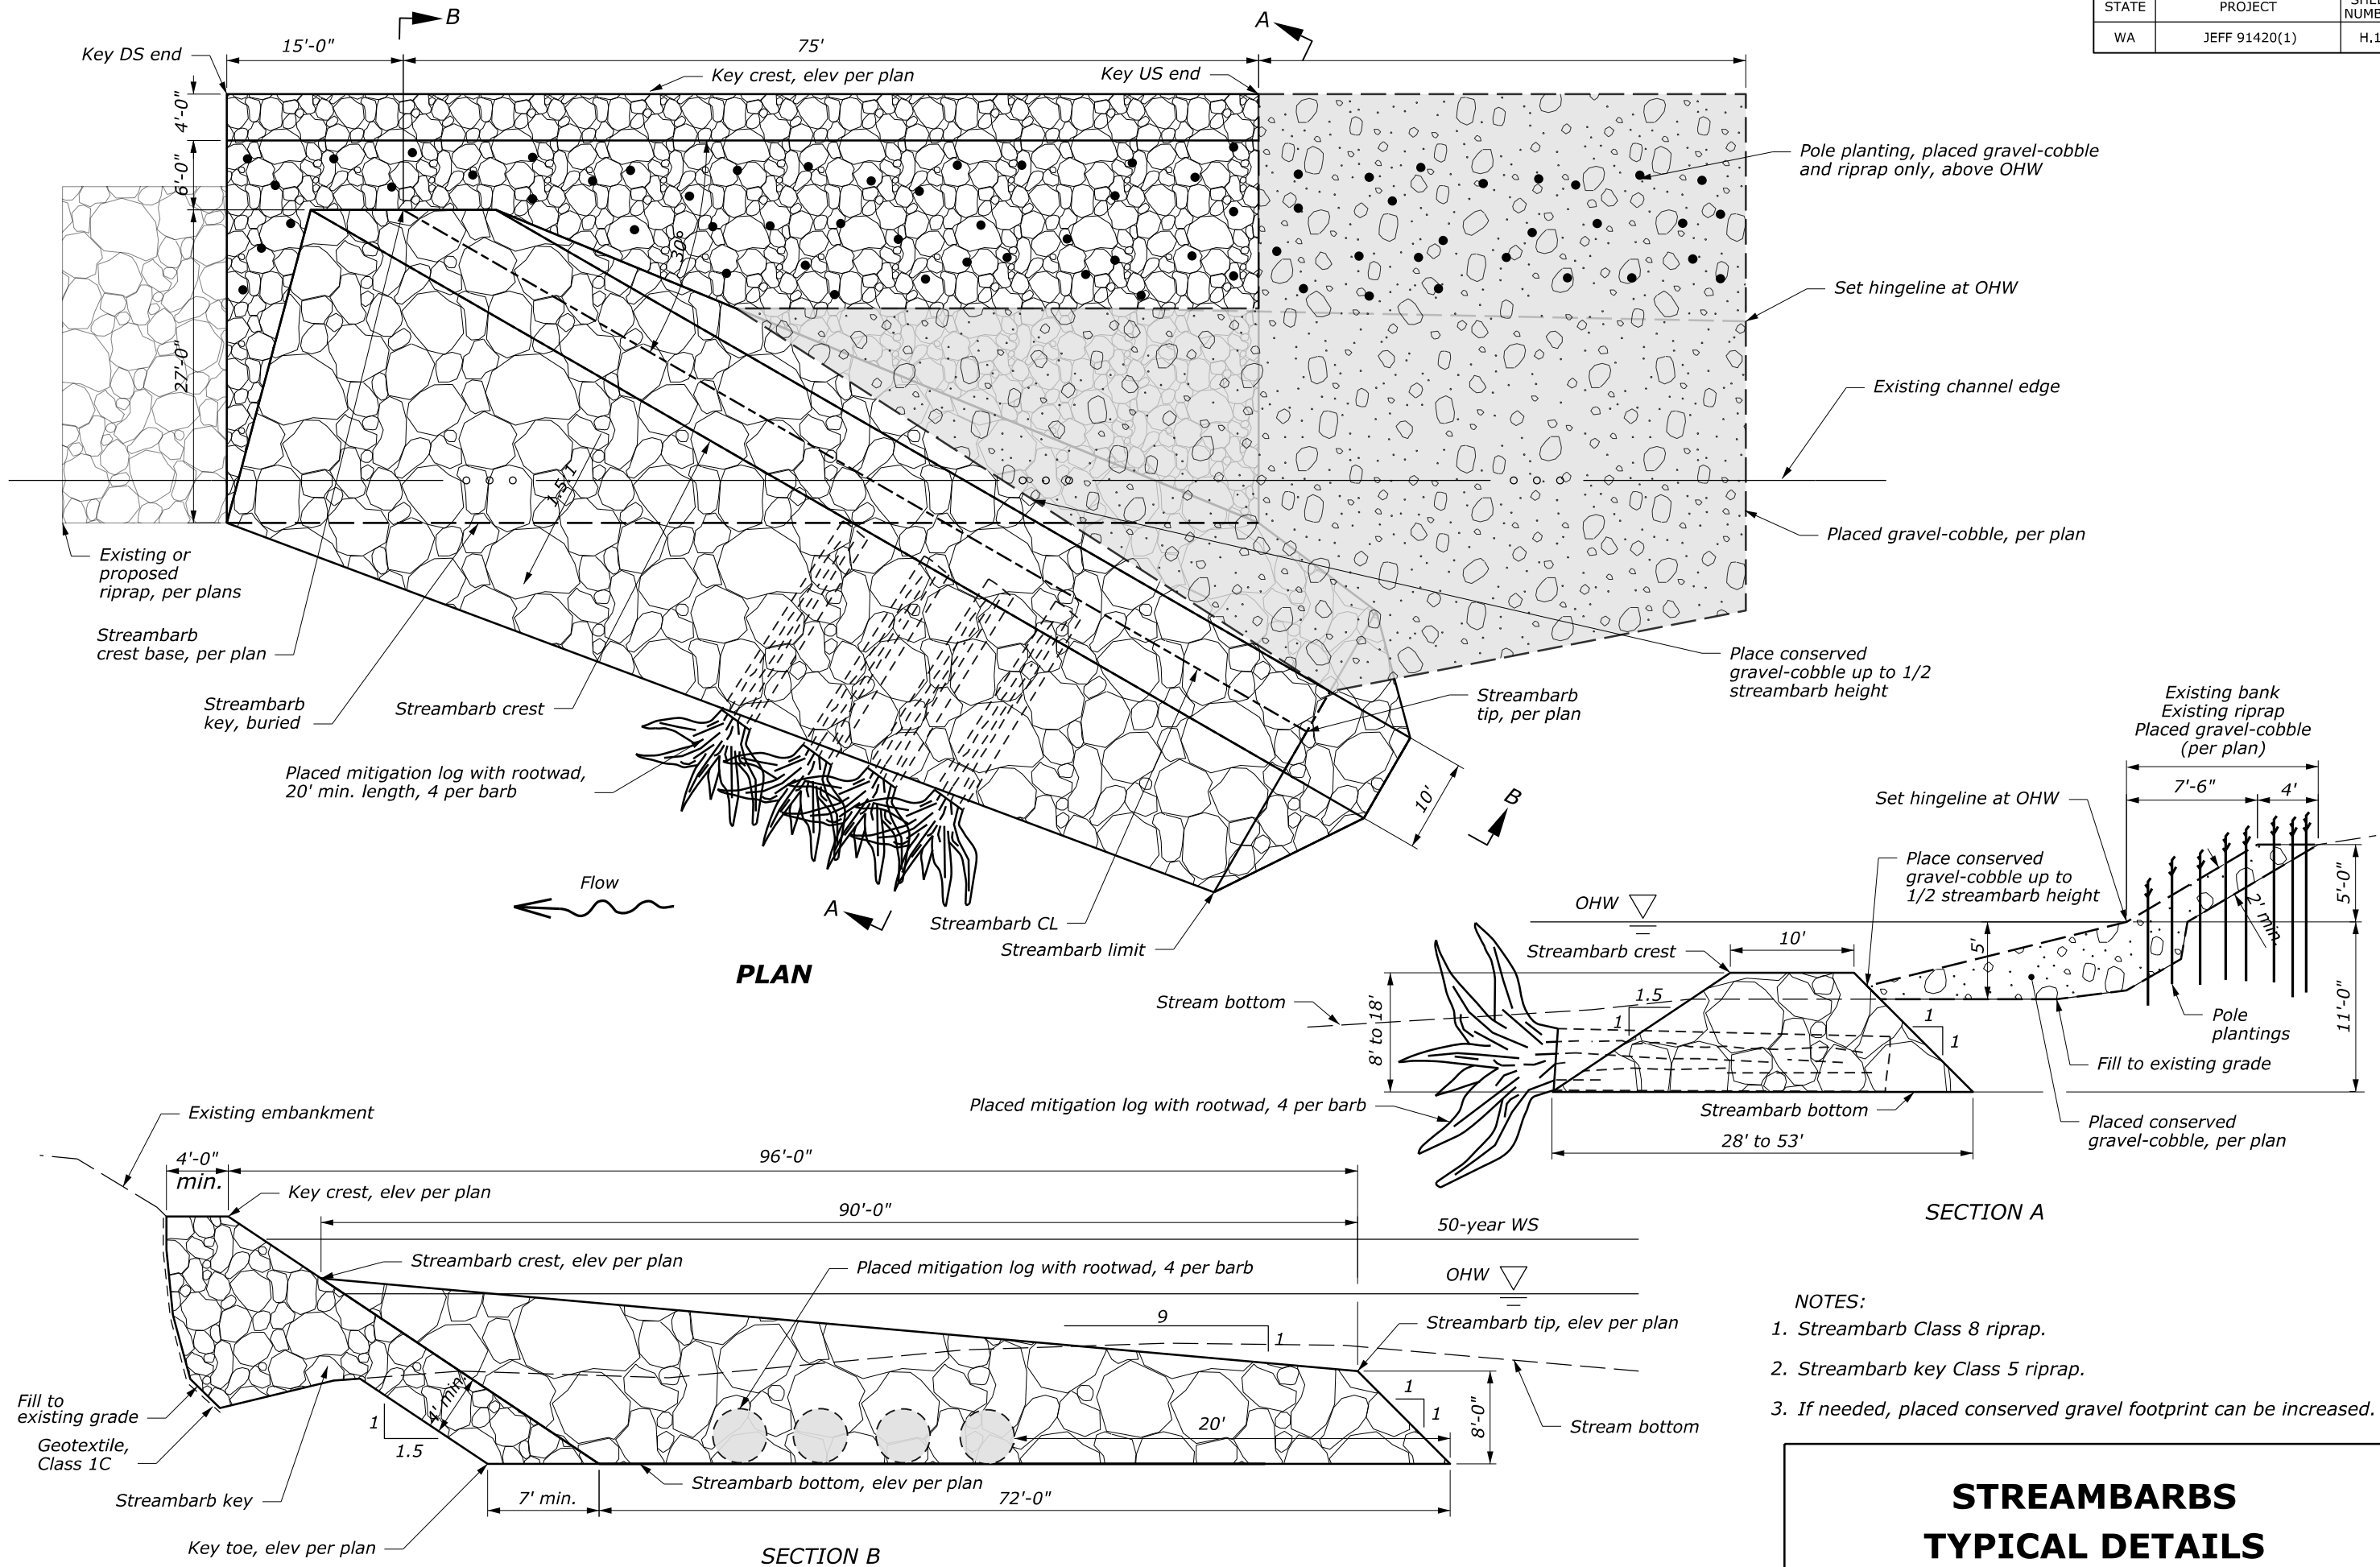 STATE
PROJECT
WA
JEFF 91420(1)
B
A
15'-0"
75'
Key DS end
Key crest, elev per plan
Key US end
4'-0"
6'-0"
27'-0"
30°
1.5:1
Pole planting, placed gravel-cobble
and riprap only, above OHW
Set hingeline at OHW
Existing channel edge
Placed gravel-cobble, per plan
Existing or
proposed
riprap, per plans
Streambarb
crest base, per plan
Streambarb
key, buried
Streambarb crest
Placed mitigation log with rootwad,
20' min. length, 4 per barb
Place conserved
gravel-cobble up to 1/2
streambarb height
Streambarb
tip, per plan
10'
B
Flow
A
Streambarb CL
Streambarb limit
PLAN
Existing bank
Existing riprap
Placed gravel-cobble
(per plan)
7'-6"
4'
Set hingeline at OHW
Place conserved
gravel-cobble up to
1/2 streambarb height
OHW
Streambarb crest
10'
5'
2' min.
5'-0"
11'-0"
Stream bottom
8' to 18'
1.5
1
1
1
Pole
plantings
Fill to existing grade
Placed mitigation log with rootwad, 4 per barb
Streambarb bottom
28' to 53'
Placed conserved
gravel-cobble, per plan
SECTION A
Existing embankment
4'-0"
min.
96'-0"
Key crest, elev per plan
90'-0"
50-year WS
Streambarb crest, elev per plan
Placed mitigation log with rootwad, 4 per barb
OHW
9
1
Streambarb tip, elev per plan
Fill to
existing grade
Geotextile,
Class 1C
1
1.5
4' min.
20'
1
1
8'-0"
Stream bottom
Streambarb key
Streambarb bottom, elev per plan
7' min.
72'-0"
Key toe, elev per plan
SECTION B
NOTES:
1. Streambarb Class 8 riprap.
2. Streambarb key Class 5 riprap.
3. If needed, placed conserved gravel footprint can be increased.
STREAMBARBS
TYPICAL DETAILS